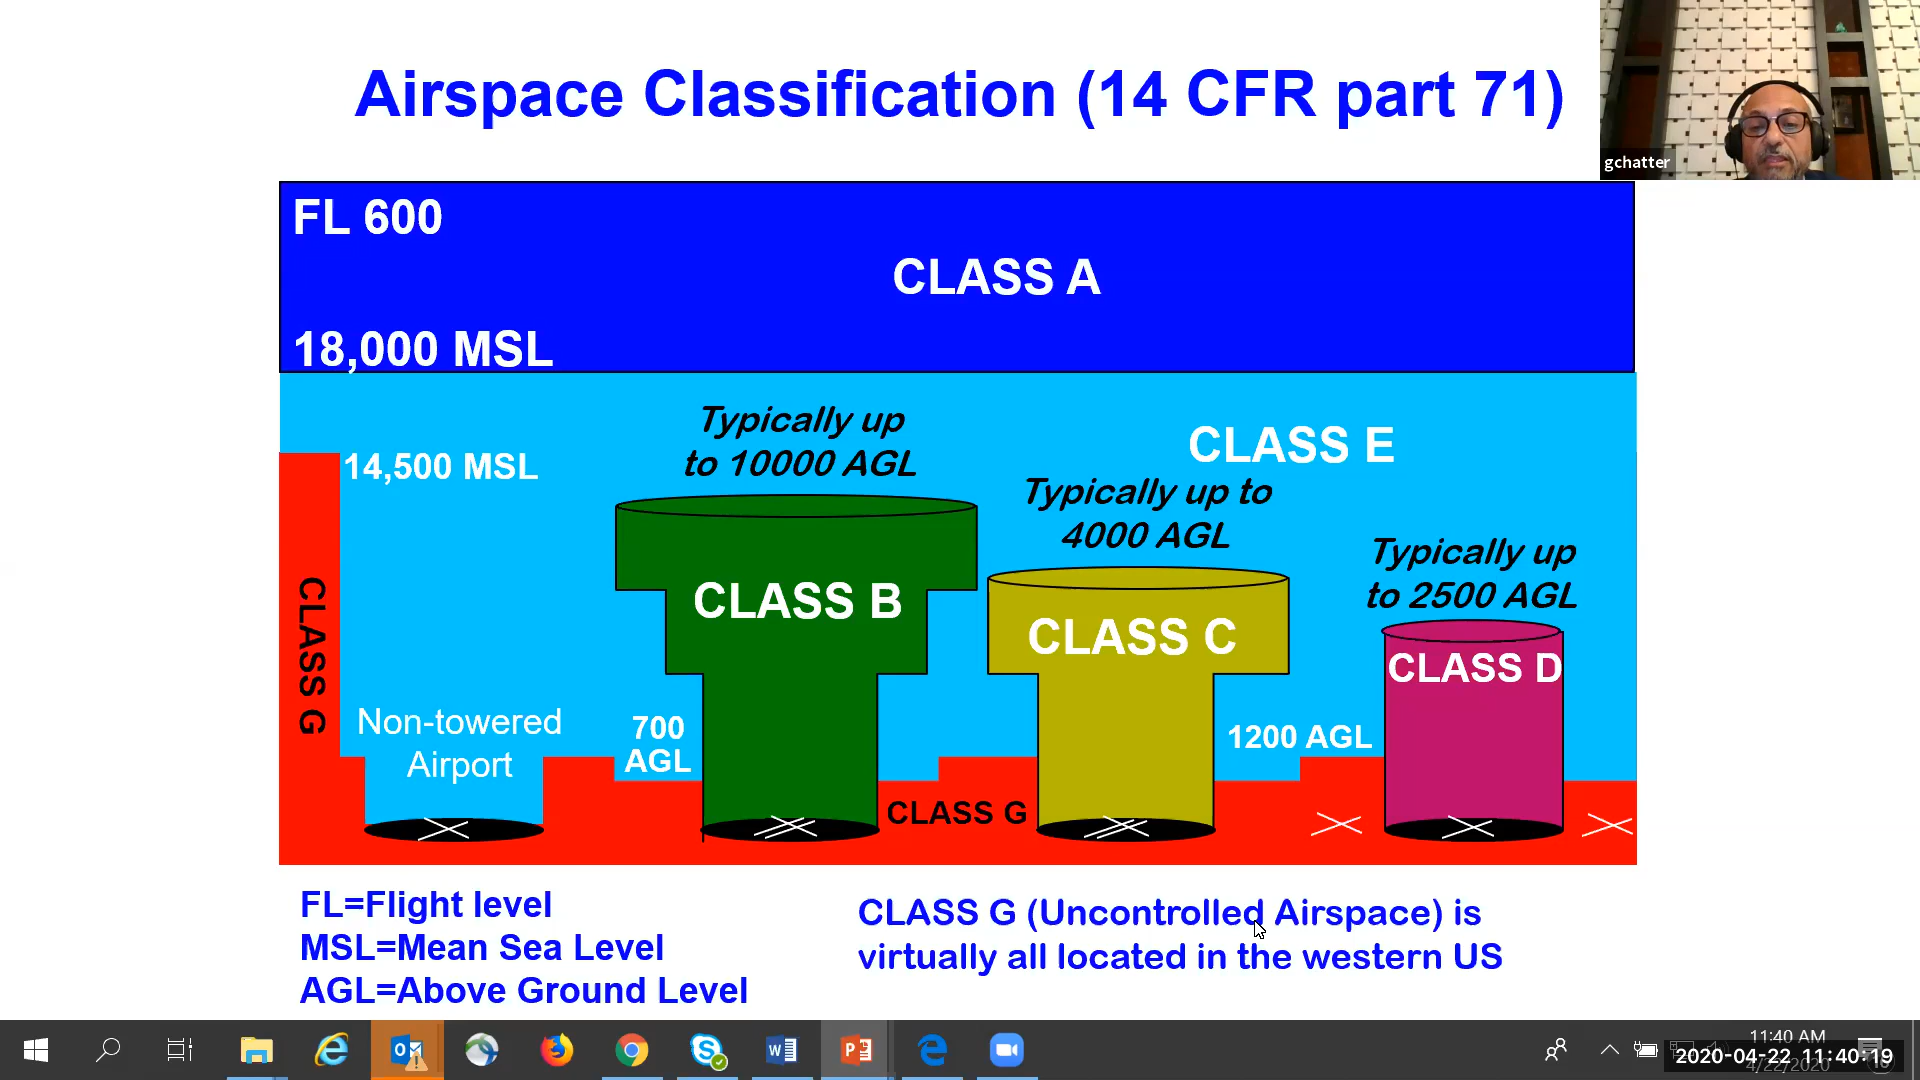 Airspace Classification (14 CFR part 71)
gchatter
FL 600
CLASS A
18,000 MSL
Typically up
to 10000 AGL
CLASS E
14,500 MSL
Typically up to
4000 AGL
Typically up
to 2500 AGL
CLASS G
CLASS B
CLASS C
CLASS D
Non-towered
Airport
700
AGL
1200 AGL
CLASS G
FL=Flight level
MSL=Mean Sea Level
AGL=Above Ground Level
CLASS G (Uncontrolled Airspace) is
virtually all located in the western US
11:40 AM
2020-04-22 11:40:19
4/22/2020